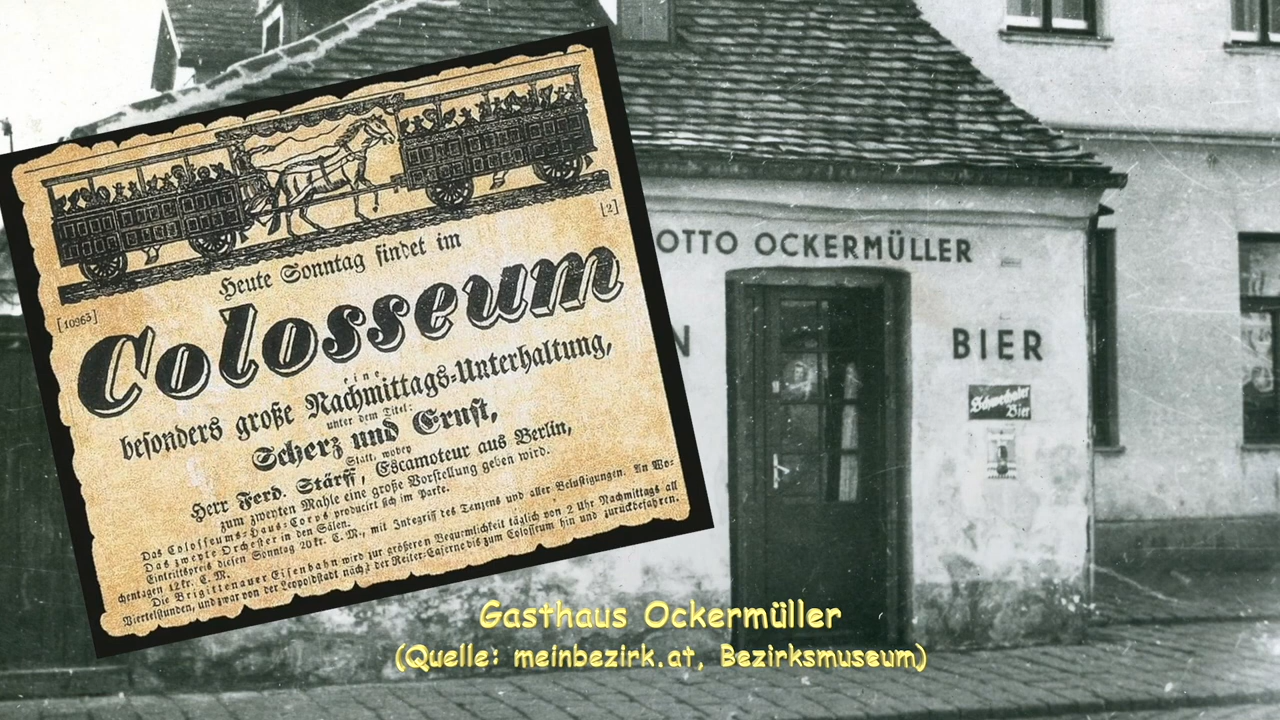 [2]
Heute Sonntag findet im
[10963]
Colosseum
eine
besonders große Nachmittags-Unterhaltung,
unter dem Titel:
Scherz und Ernst,
Statt, wobey
Herr Ferd. Stärff, Escamoteur aus Berlin,
zum zweyten Mahle eine große Vorstellung geben wird.
Das Colosseums-Haus-Corps producirt sich im Parke.
Das zweyte Orchester in den Sälen.
Eintrittspreis diesen Sonntag 20 kr. C. M., mit Integriff des Tanzens und aller Belustigungen. An Wo-
chentagen 12 kr. C. M.
Die Brigittenauer Eisenbahn wird zur größeren Bequemlichkeit täglich von 2 Uhr Nachmittags all
Viertelstunden, und zwar von der Leopoldstadt nächst der Reiter-Caserne bis zum Colosseum hin und zurückbefahren.
OTTO OCKERMÜLLER
N
BIER
Schwechater
Bier
Gasthaus Ockermüller
(Quelle: meinbezirk.at, Bezirksmuseum)